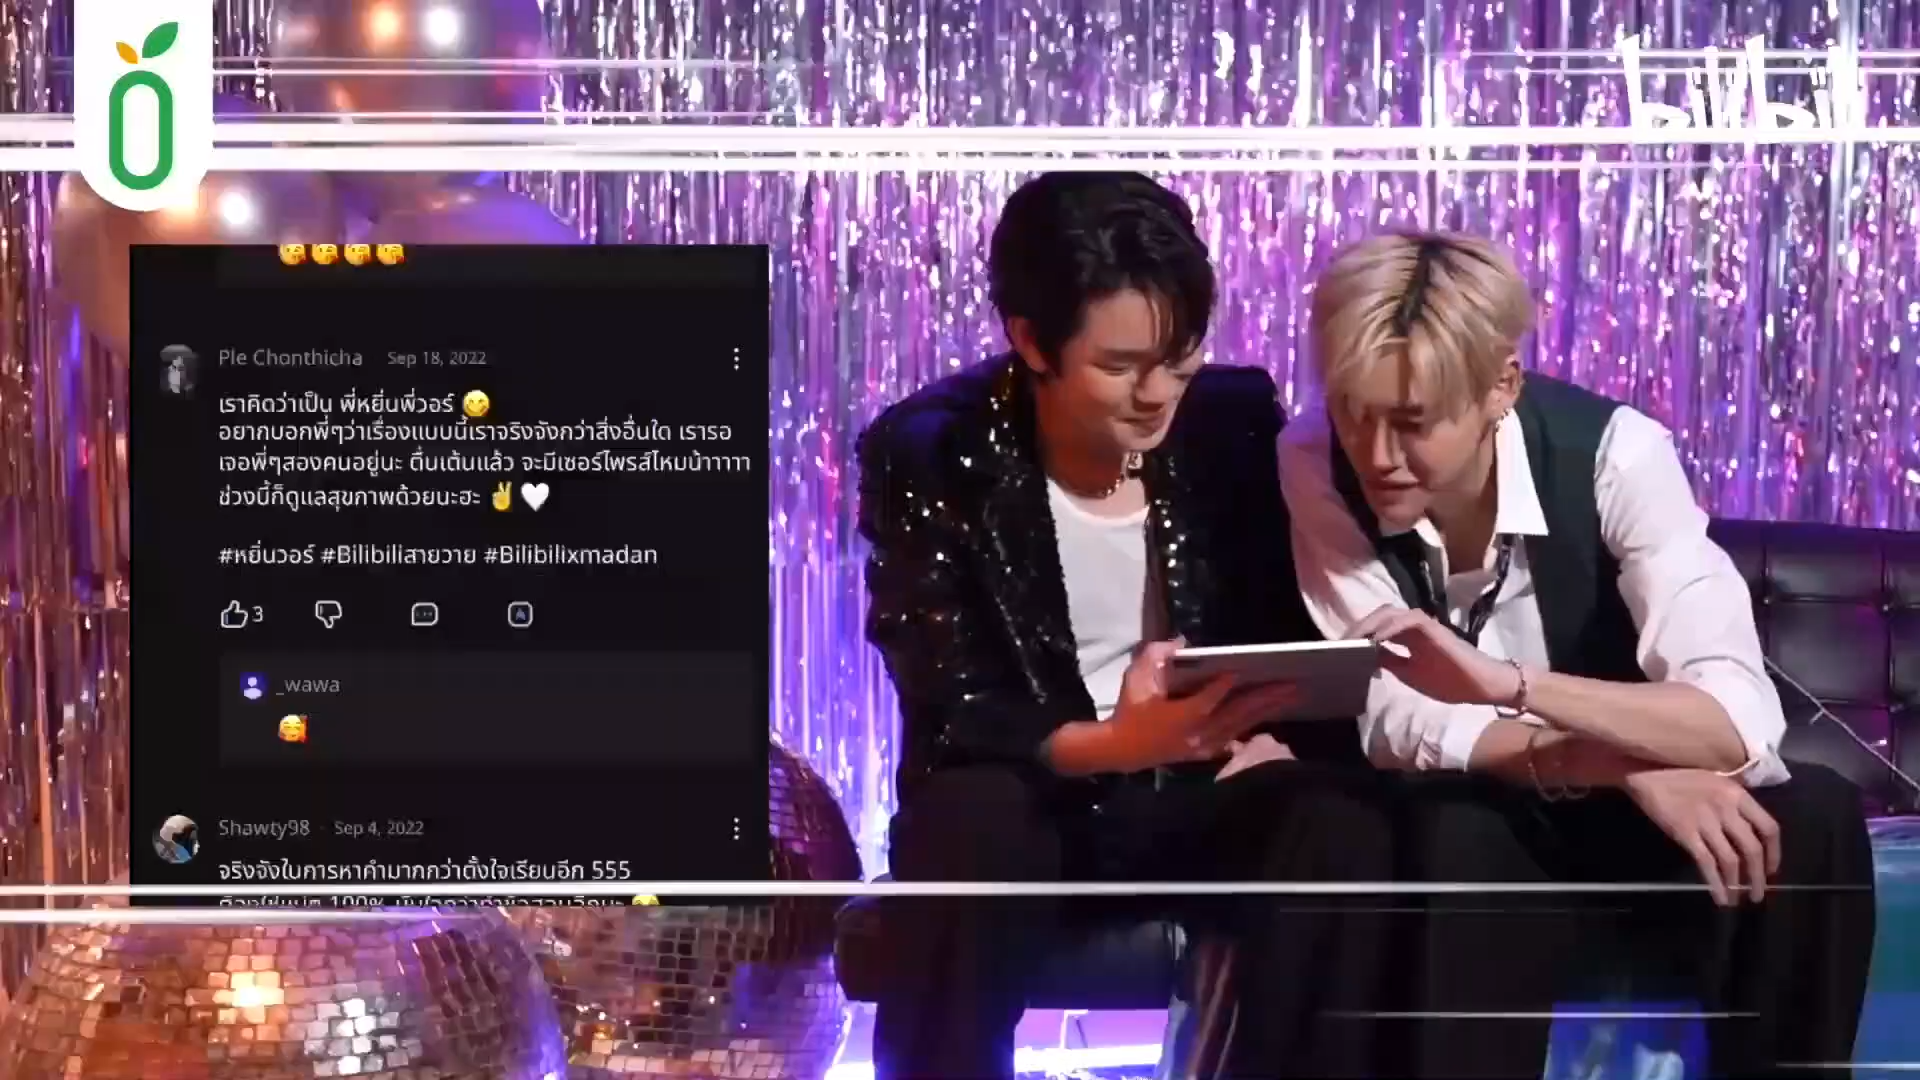 bilibili
Ple Chonthicha Sep 18, 2022
เราคิดว่าเป็น พี่หยิ่นพี่วอร์ 😋
อยากบอกพี่ๆว่าเรื่องแบบนี้เราจริงจังกว่าสิ่งอื่นใด เรารอ
เจอพี่ๆสองคนอยู่นะ ตื่นเต้นแล้ว จะมีเซอร์ไพรส์ไหมน้าาาาา
ช่วงนี้ก็ดูแลสุขภาพด้วยนะฮะ ✌️🤍
#หยิ่นวอร์ #Bilibiliสายวาย #Bilibilixmadan
3
_wawa
🥰
Shawty98 · Sep 4, 2022
จริงจังในการหาคำมากกว่าตั้งใจเรียนอีก 555